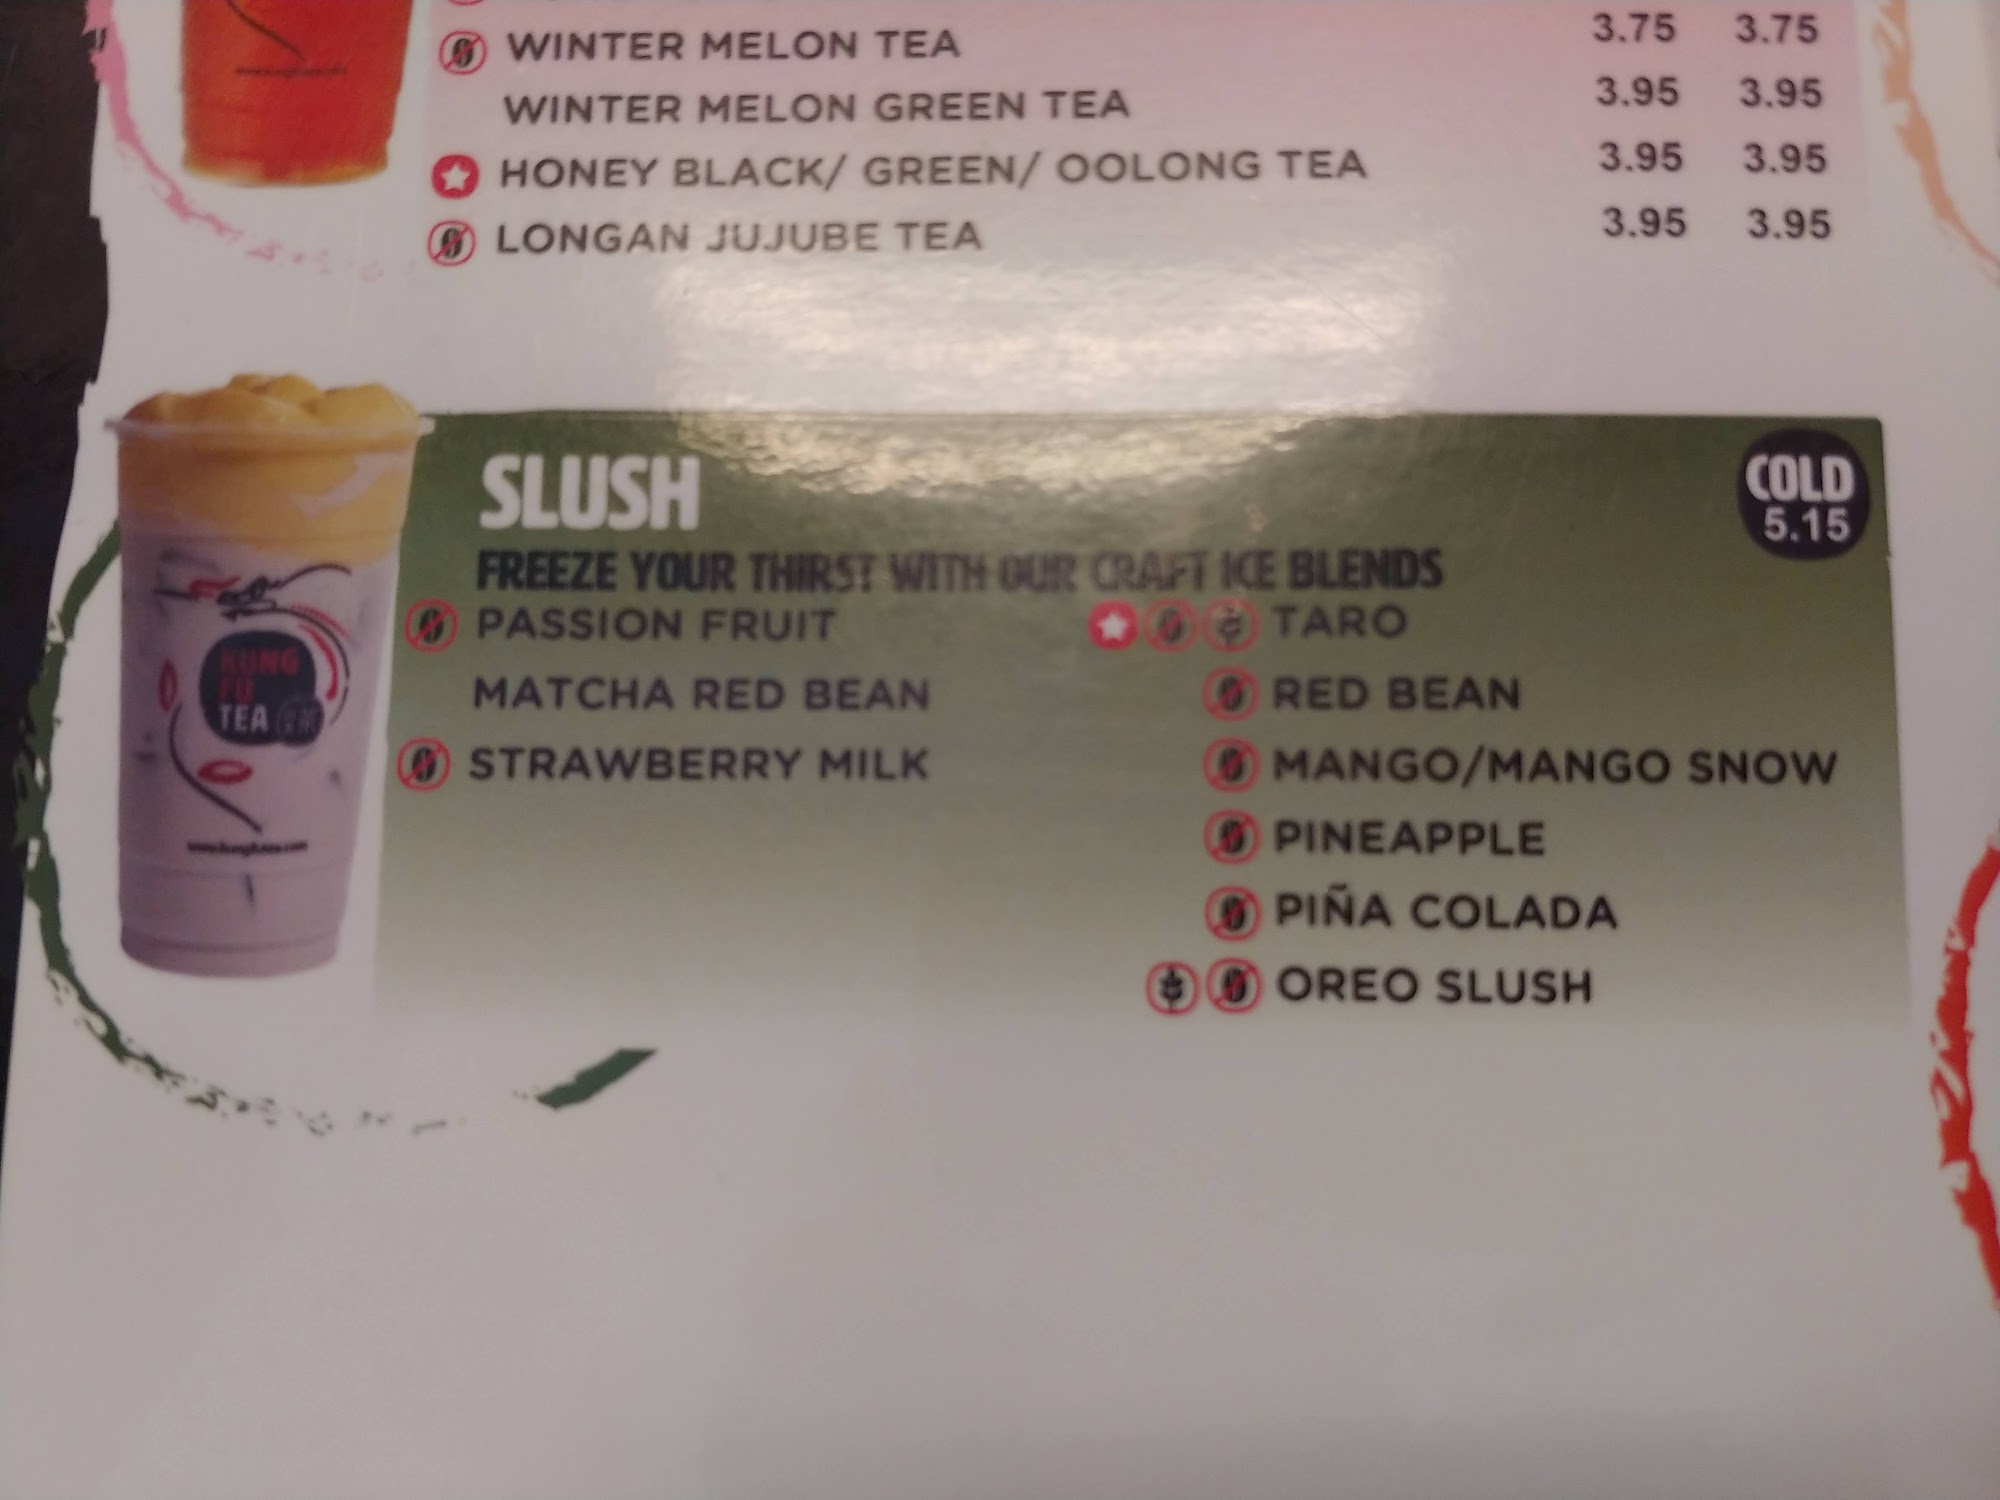 WINTER MELON TEA 3.75 3.75
WINTER MELON GREEN TEA 3.95 3.95
HONEY BLACK/ GREEN/ OOLONG TEA 3.95 3.95
LONGAN JUJUBE TEA 3.95 3.95
SLUSH
COLD
5.15
FREEZE YOUR THIRST WITH OUR CRAFT ICE BLENDS
PASSION FRUIT
MATCHA RED BEAN
STRAWBERRY MILK
TARO
RED BEAN
MANGO/MANGO SNOW
PINEAPPLE
PIÑA COLADA
OREO SLUSH
KUNG
FU
TEA